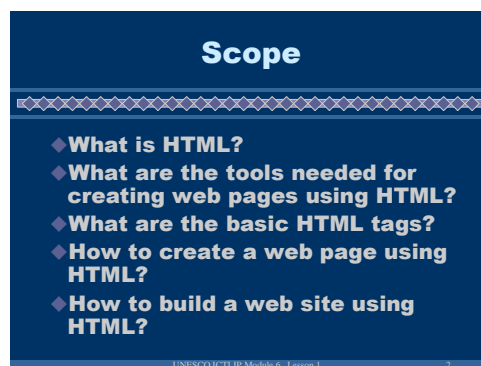 Scope
What is HTML?
What are the tools needed for
creating web pages using HTML?
What are the basic HTML tags?
How to create a web page using
HTML?
How to build a web site using
HTML?
UNESCO ICTLIP Module 6. Lesson 1
2